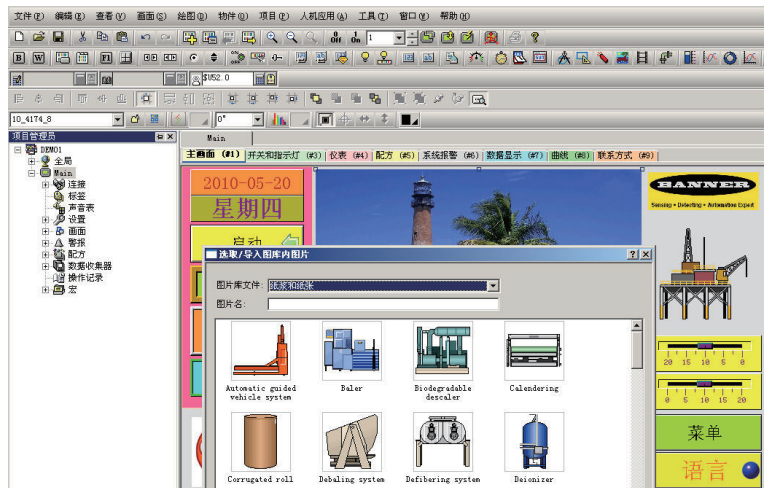 文件(F) 编辑(E) 查看(V) 画面(S) 绘图(D) 物件(O) 项目(P) 人机应用(A) 工具(T) 窗口(W) 帮助(H)
1
$U52.0
10_4174_8 0°
项目管理员
Main
DEMO1
全局
Main
连接
标签
声音表
设置
画面
警报
配方
数据收集器
操作记录
宏
主画面 (#1) 开关和指示灯 (#3) 仪表 (#4) 配方 (#5) 系统报警 (#6) 数据显示 (#7) 曲线 (#8) 联系方式 (#9)
2010-05-20
星期四
启动
BANNER
Sensing • Detecting • Automation Expert
选取/导入图库内图片
图片库文件: 纸浆和纸张
图片名:
Automatic guided vehicle system
Baler
Biodegradable descaler
Calendering
Corrugated roll
Debaling system
Defibering system
Deionizer
20 15 10 5 0
0 5 10 15 20
菜单
语言